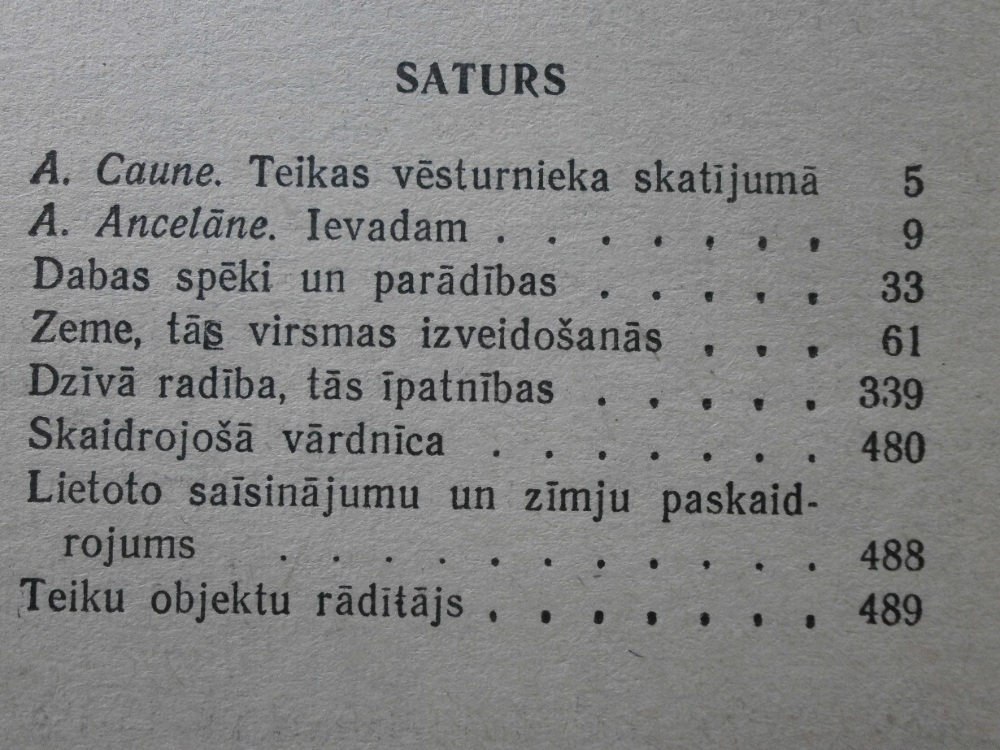 SATURS
A. Caune. Teikas vēsturnieka skatījumā 5
A. Ancelāne. Ievadam . . . . . . . 9
Dabas spēki un parādības . . . . . 33
Zeme, tās virsmas izveidošanās . . . 61
Dzīvā radība, tās īpatnības . . . . . 339
Skaidrojošā vārdnīca . . . . . . . 480
Lietoto saīsinājumu un zīmju paskaid-
rojums . . . . . . . . . . . 488
Teiku objektu rādītājs . . . . . . . 489